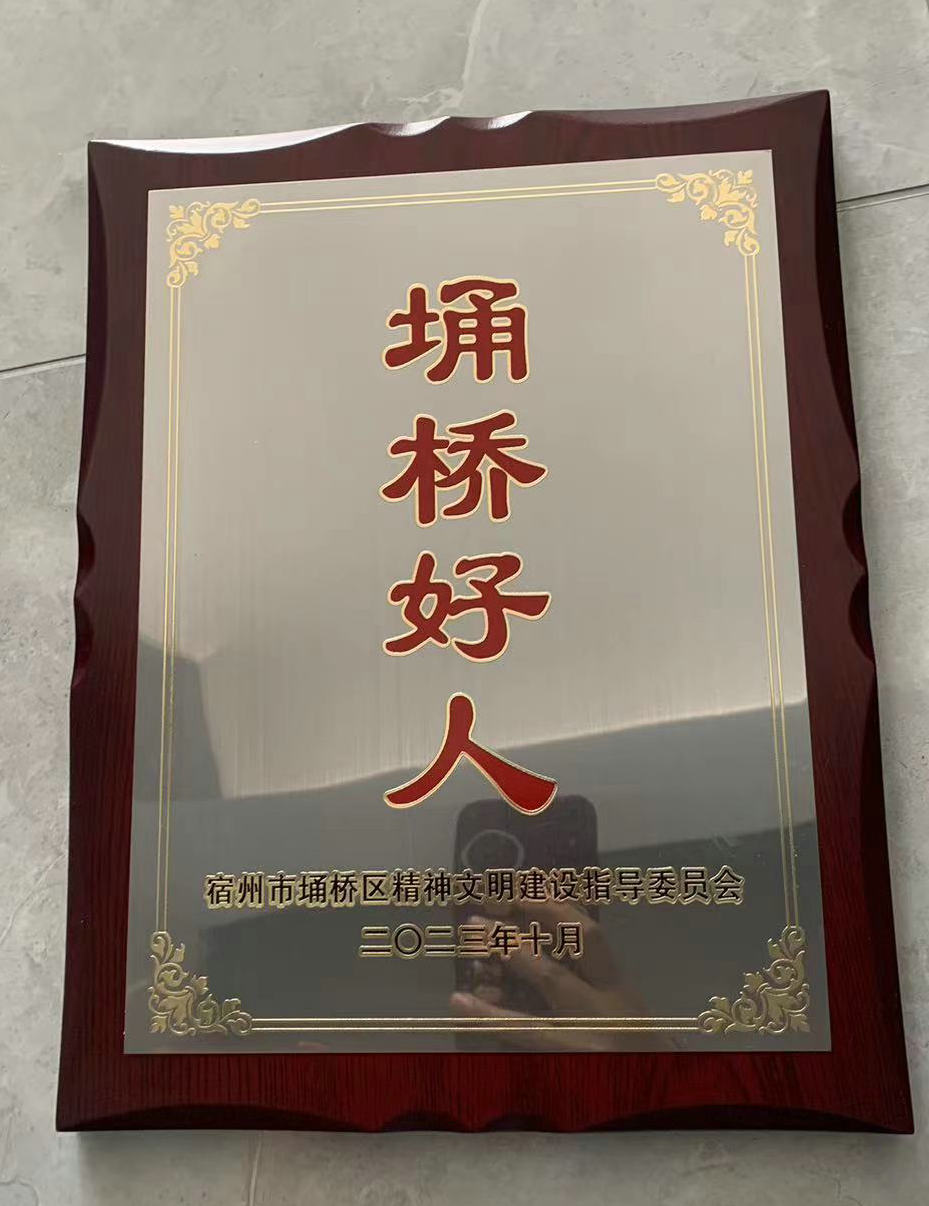 埇桥好人
宿州市埇桥区精神文明建设指导委员会
二〇二三年十月